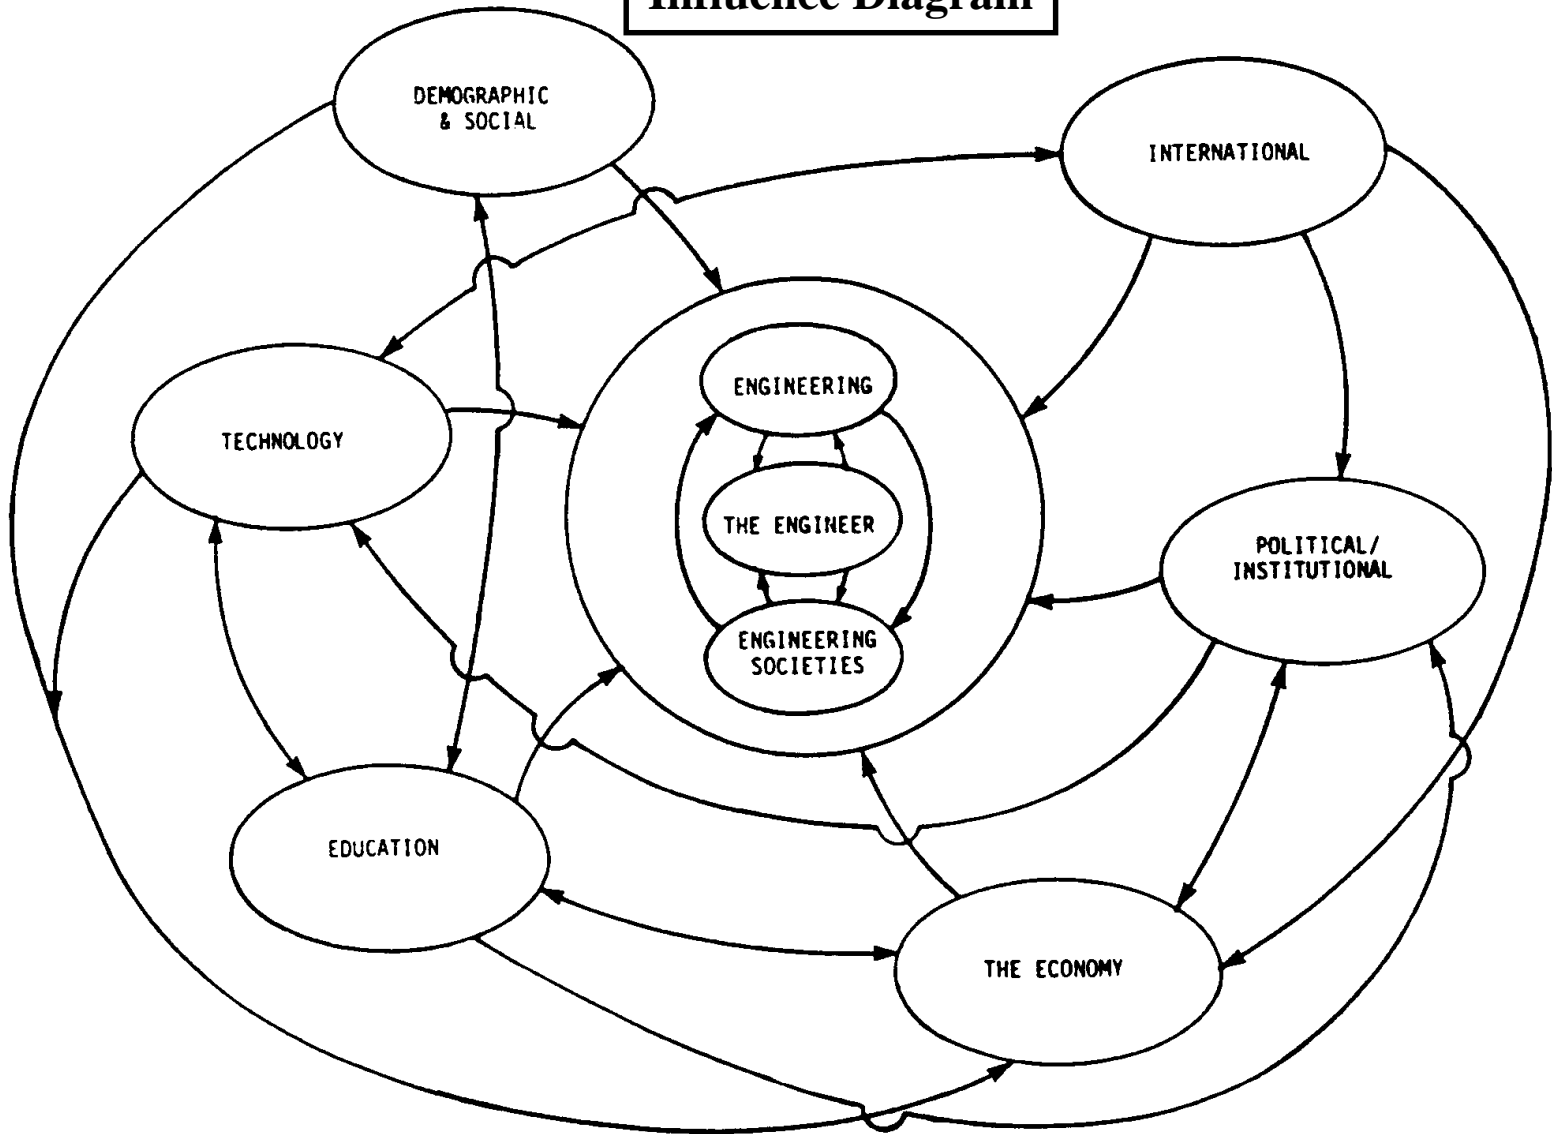 Influence Diagram
DEMOGRAPHIC
& SOCIAL
INTERNATIONAL
ENGINEERING
TECHNOLOGY
THE ENGINEER
POLITICAL/
INSTITUTIONAL
ENGINEERING
SOCIETIES
EDUCATION
THE ECONOMY